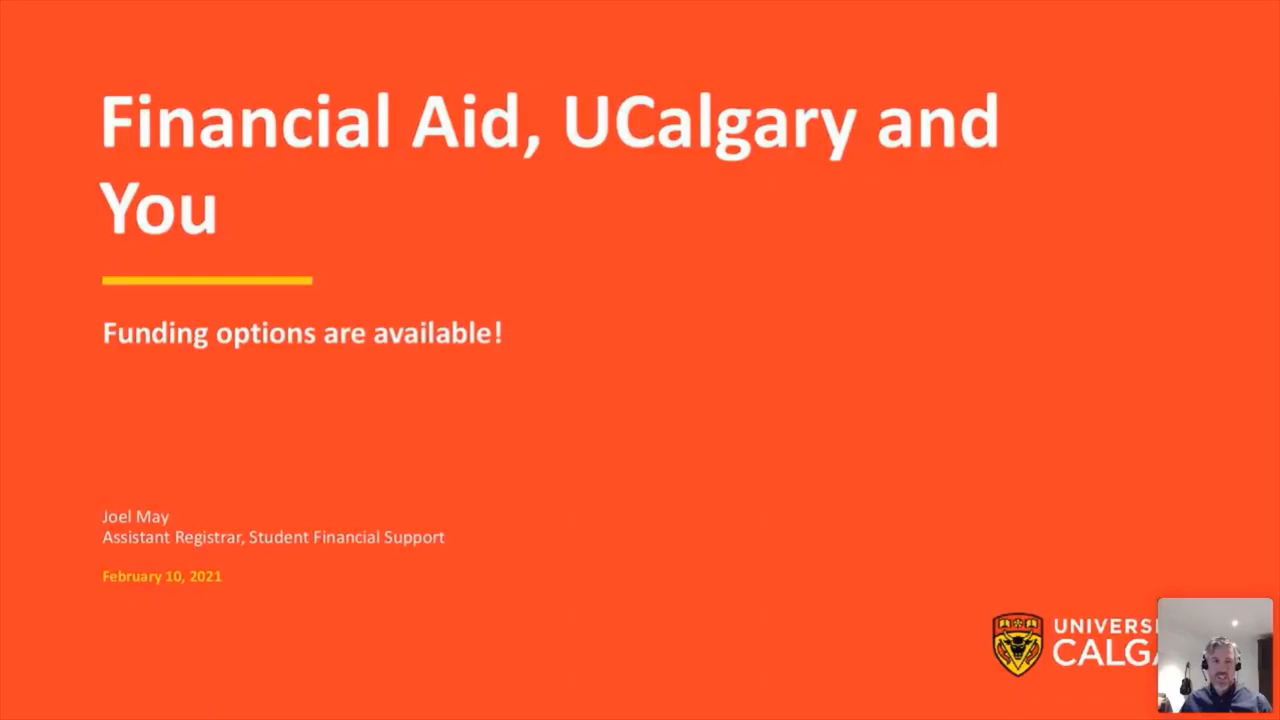 Financial Aid, UCalgary and
You
Funding options are available!
Joel May
Assistant Registrar, Student Financial Support
February 10, 2021
UNIVERSI
CALG